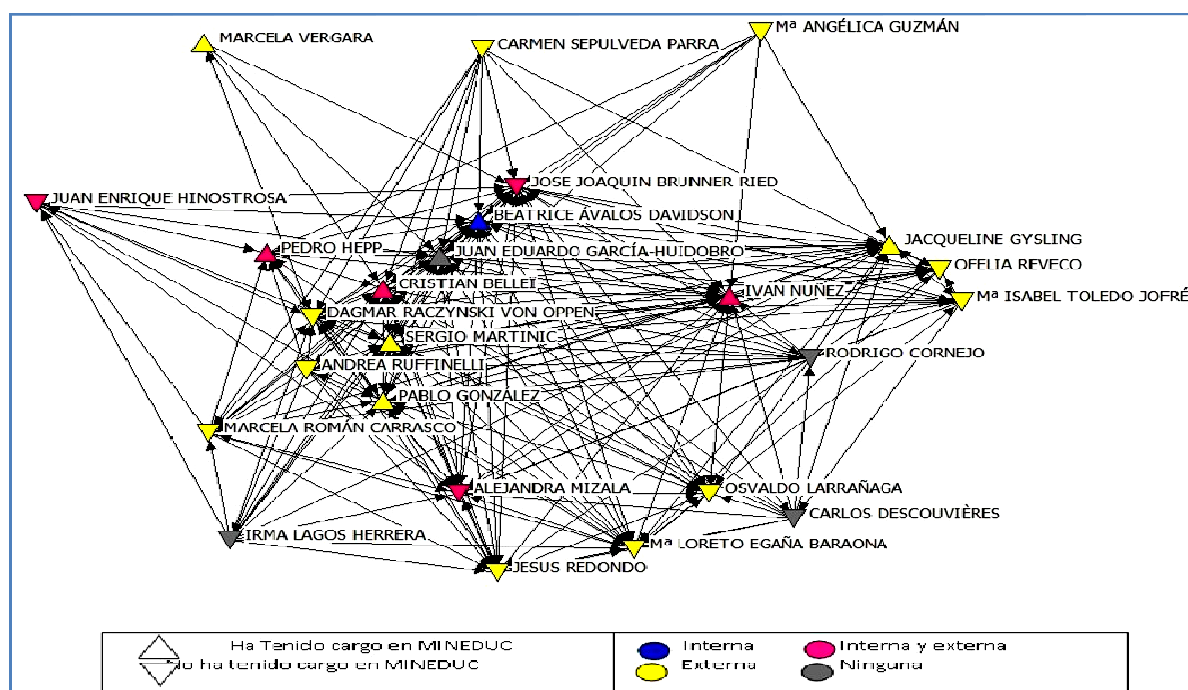 MARCELA VERGARA
CARMEN SEPULVEDA PARRA
Mª ANGÉLICA GUZMÁN
JUAN ENRIQUE HINOSTROSA
JOSE JOAQUIN BRUNNER RIED
BEATRICE ÁVALOS DAVIDSON
PEDRO HEPP
JUAN EDUARDO GARCÍA-HUIDOBRO
JACQUELINE GYSLING
OFELIA REVECO
CRISTIAN BELLEI
IVAN NUÑEZ
Mª ISABEL TOLEDO JOFRÉ
DAGMAR RACZYNSKI VON OPPEN
SERGIO MARTINIC
RODRIGO CORNEJO
ANDREA RUFFINELLI
PABLO GONZÁLEZ
MARCELA ROMÁN CARRASCO
ALEJANDRA MIZALA
OSVALDO LARRAÑAGA
CARLOS DESCOUVIÈRES
IRMA LAGOS HERRERA
Mª LORETO EGAÑA BARAONA
JESUS REDONDO
Ha Tenido cargo en MINEDUC
o ha tenido cargo en MINEDUC
Interna
Interna y externa
Externa
Ninguna